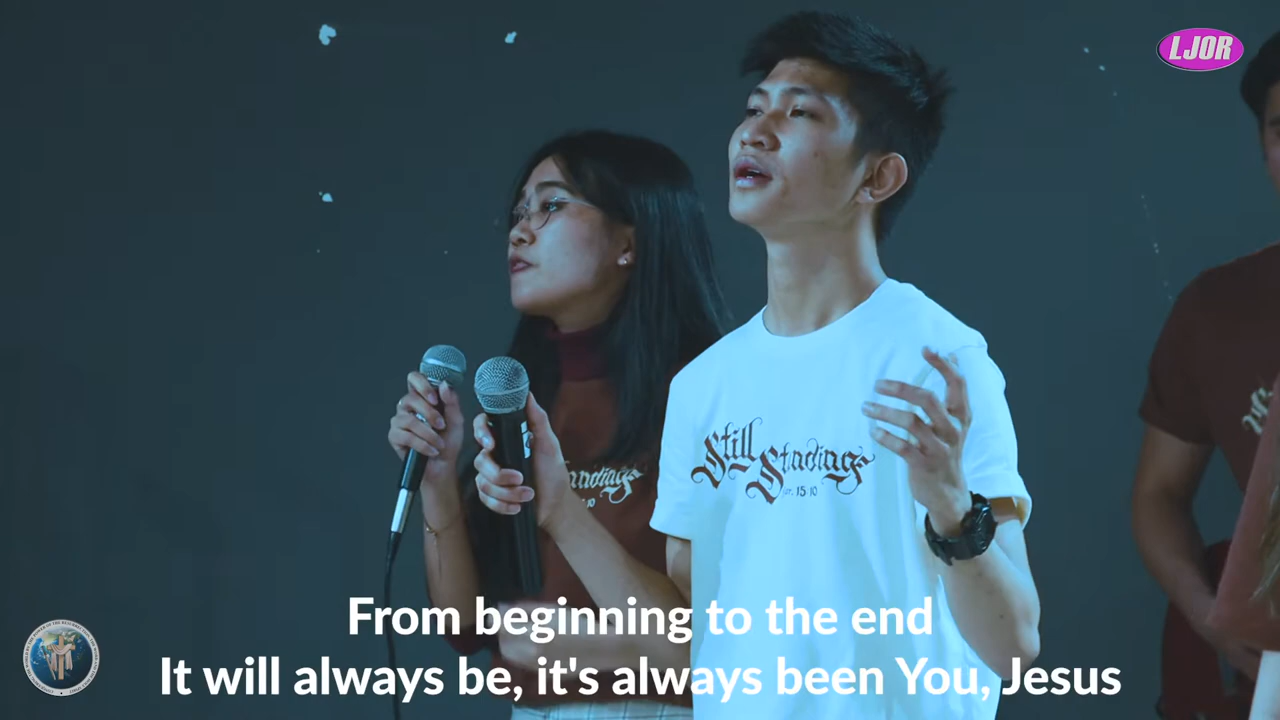 LJOR
Still
Standing
15:10
From beginning to the end
It will always be, it's always been You, Jesus